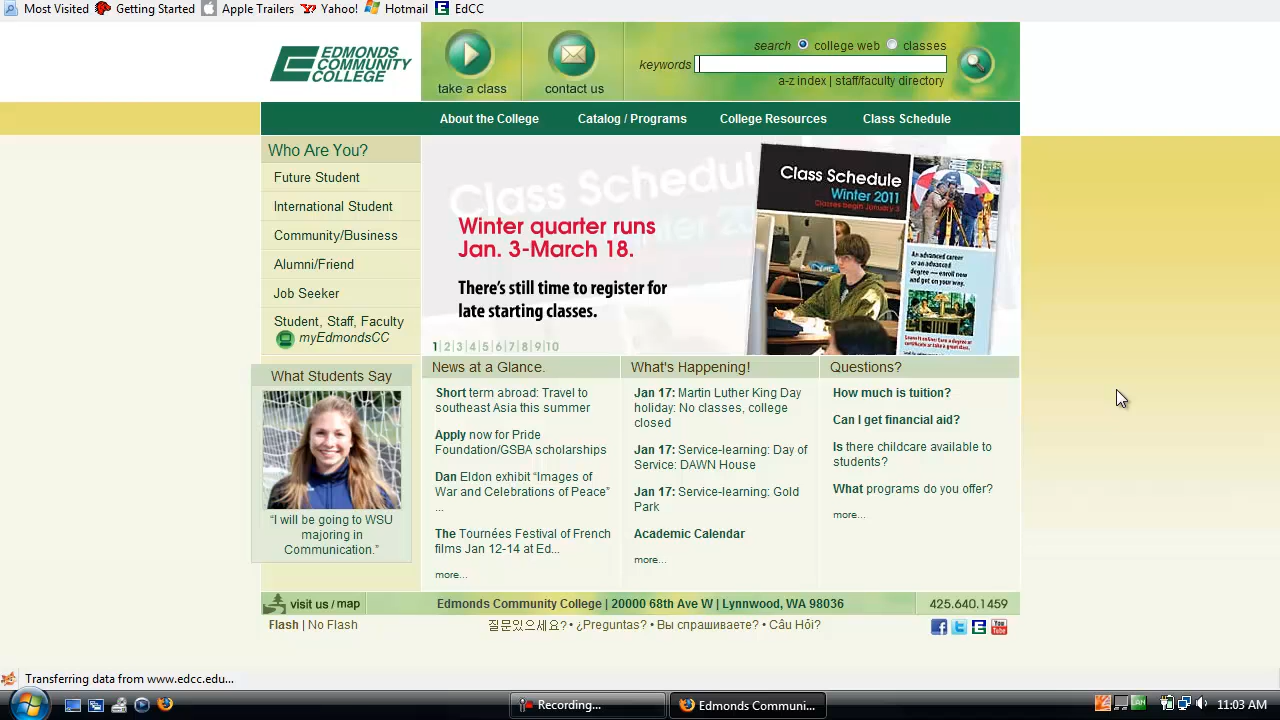 Most Visited Getting Started Apple Trailers Yahoo! Hotmail EdCC
EDMONDS COMMUNITY COLLEGE
take a class
contact us
search college web classes
keywords
a-z index | staff/faculty directory
About the College Catalog / Programs College Resources Class Schedule
Who Are You?
Future Student
International Student
Community/Business
Alumni/Friend
Job Seeker
Student, Staff, Faculty
myEdmondsCC
Class Schedule
Winter quarter runs
Jan. 3-March 18.
There's still time to register for
late starting classes.
1|2|3|4|5|6|7|8|9|10
Class Schedule
Winter 2011
Classes begin January 3
An advanced career
or an advanced
degree — enroll now
and get on your way.
What Students Say
"I will be going to WSU
majoring in
Communication."
News at a Glance.
Short term abroad: Travel to
southeast Asia this summer
Apply now for Pride
Foundation/GSBA scholarships
Dan Eldon exhibit “Images of
War and Celebrations of Peace”
...
The Tournées Festival of French
films Jan 12-14 at Ed...
more...
What's Happening!
Jan 17: Martin Luther King Day
holiday: No classes, college
closed
Jan 17: Service-learning: Day of
Service: DAWN House
Jan 17: Service-learning: Gold
Park
Academic Calendar
more...
Questions?
How much is tuition?
Can I get financial aid?
Is there childcare available to
students?
What programs do you offer?
more...
visit us / map
Edmonds Community College | 20000 68th Ave W | Lynnwood, WA 98036
425.640.1459
Flash | No Flash
질문있으세요? • ¿Preguntas? • Вы спрашиваете? • Câu Hỏi?
You Tube
Transferring data from www.edcc.edu...
Recording...
Edmonds Communi...
LAN
11:03 AM